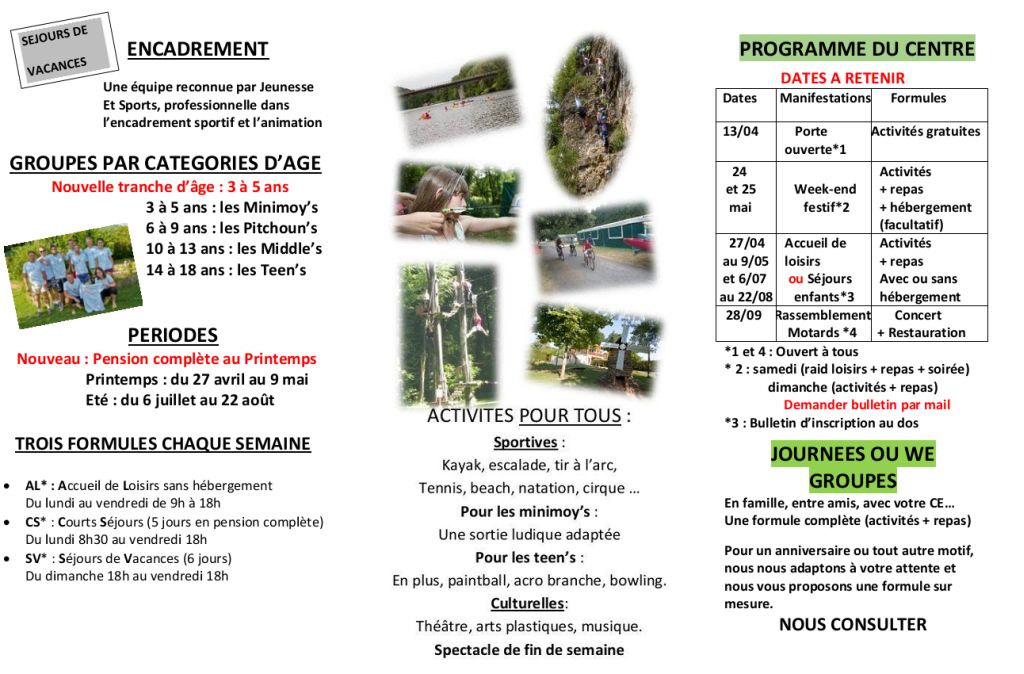 SEJOURS DE
VACANCES
ENCADREMENT
Une équipe reconnue par Jeunesse
Et Sports, professionnelle dans
l’encadrement sportif et l’animation
GROUPES PAR CATEGORIES D’AGE
Nouvelle tranche d’âge : 3 à 5 ans
3 à 5 ans : les Minimoy’s
6 à 9 ans : les Pitchoun’s
10 à 13 ans : les Middle’s
14 à 18 ans : les Teen’s
PERIODES
Nouveau : Pension complète au Printemps
Printemps : du 27 avril au 9 mai
Eté : du 6 juillet au 22 août
TROIS FORMULES CHAQUE SEMAINE
• AL* : Accueil de Loisirs sans hébergement
Du lundi au vendredi de 9h à 18h
• CS* : Courts Séjours (5 jours en pension complète)
Du lundi 8h30 au vendredi 18h
• SV* : Séjours de Vacances (6 jours)
Du dimanche 18h au vendredi 18h
ACTIVITES POUR TOUS :
Sportives :
Kayak, escalade, tir à l’arc,
Tennis, beach, natation, cirque …
Pour les minimoy’s :
Une sortie ludique adaptée
Pour les teen’s :
En plus, paintball, acro branche, bowling.
Culturelles:
Théâtre, arts plastiques, musique.
Spectacle de fin de semaine
PROGRAMME DU CENTRE
DATES A RETENIR
Dates Manifestations Formules
13/04 Porte Activités gratuites
ouverte*1
24 Activités
et 25 Week-end + repas
mai festif*2 + hébergement
(facultatif)
27/04 Accueil de Activités
au 9/05 loisirs + repas
et 6/07 ou Séjours Avec ou sans
au 22/08 enfants*3 hébergement
28/09 Rassemblement Concert
Motards *4 + Restauration
*1 et 4 : Ouvert à tous
* 2 : samedi (raid loisirs + repas + soirée)
dimanche (activités + repas)
Demander bulletin par mail
*3 : Bulletin d’inscription au dos
JOURNEES OU WE
GROUPES
En famille, entre amis, avec votre CE…
Une formule complète (activités + repas)
Pour un anniversaire ou tout autre motif,
nous nous adaptons à votre attente et
nous vous proposons une formule sur
mesure.
NOUS CONSULTER